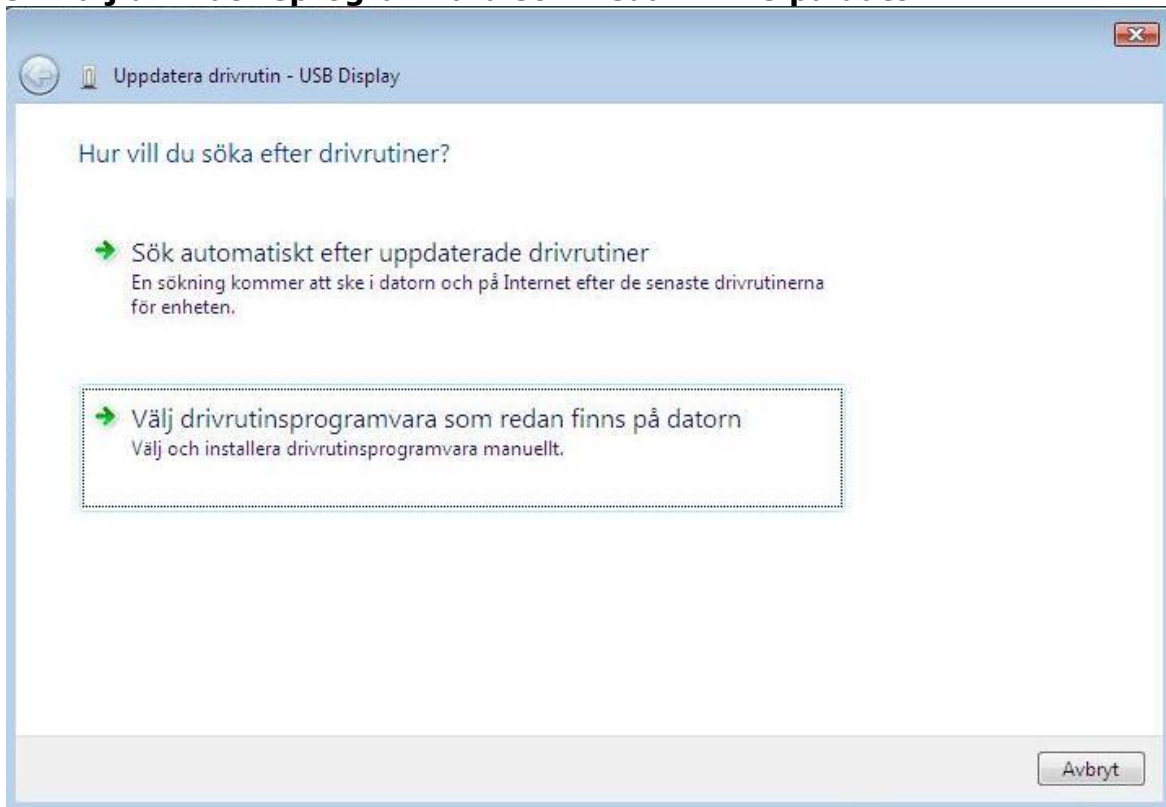 Uppdatera drivrutin - USB Display
Hur vill du söka efter drivrutiner?
Sök automatiskt efter uppdaterade drivrutiner
En sökning kommer att ske i datorn och på Internet efter de senaste drivrutinerna
för enheten.
Välj drivrutinsprogramvara som redan finns på datorn
Välj och installera drivrutinsprogramvara manuellt.
Avbryt